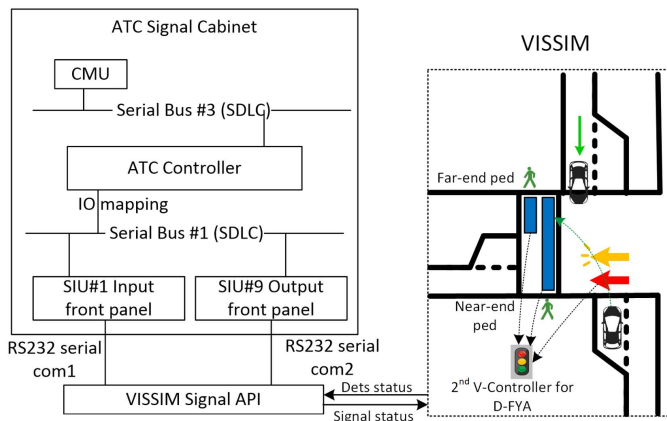 ATC Signal Cabinet
CMU
Serial Bus #3 (SDLC)
ATC Controller
IO mapping
Serial Bus #1 (SDLC)
SIU#1 Input
front panel
SIU#9 Output
front panel
RS232 serial
com1
RS232 serial
com2
VISSIM Signal API
Dets status
Signal status
VISSIM
Far-end ped
Near-end
ped
2nd V-Controller for
D-FYA